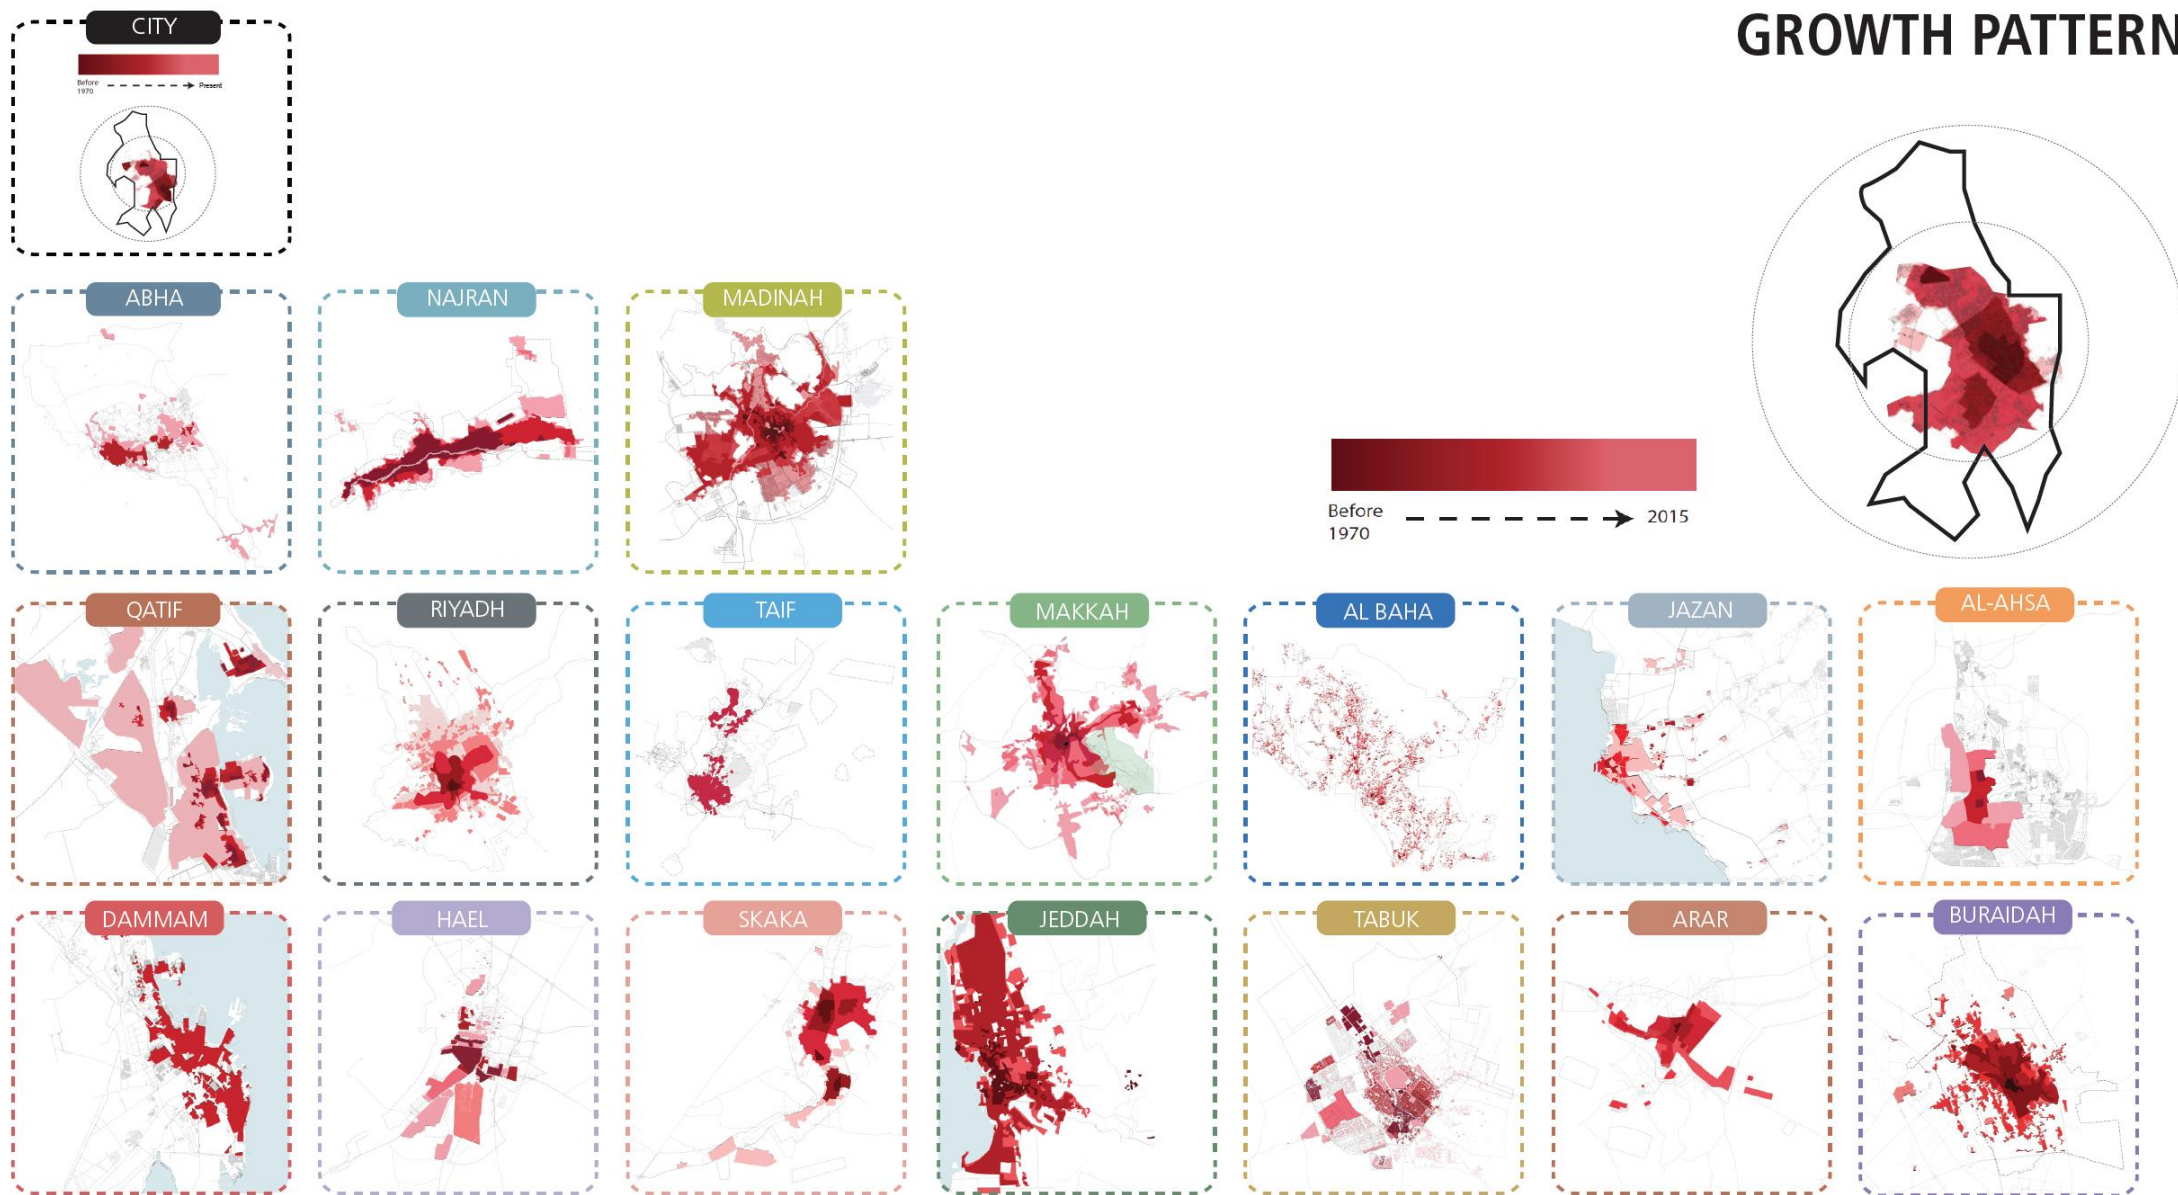 GROWTH PATTERN
CITY
Before
1970
Present
ABHA
NAJRAN
MADINAH
Before
1970
2015
QATIF
RIYADH
TAIF
MAKKAH
AL BAHA
JAZAN
AL-AHSA
DAMMAM
HAEL
SKAKA
JEDDAH
TABUK
ARAR
BURAIDAH